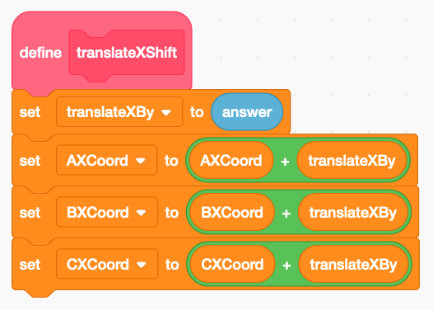 define translateXShift
set translateXBy to answer
set AXCoord to AXCoord + translateXBy
set BXCoord to BXCoord + translateXBy
set CXCoord to CXCoord + translateXBy